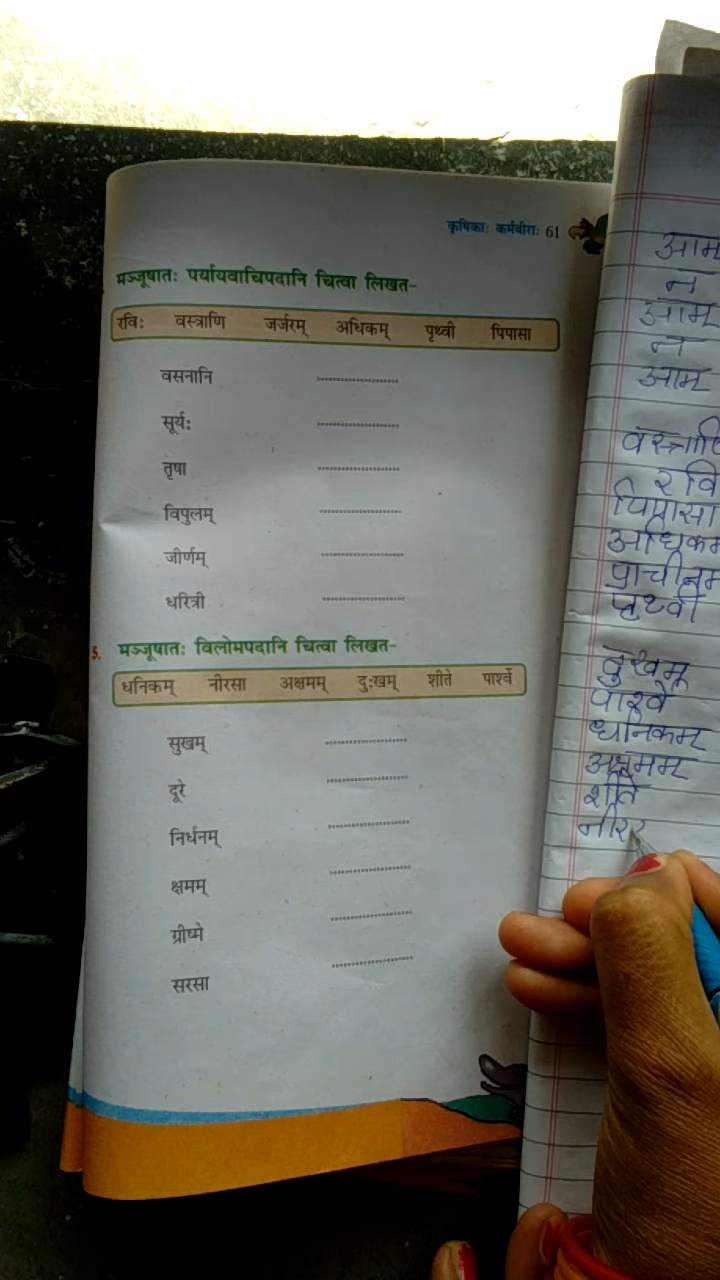 कृषिकाः कर्मवीराः 61
मञ्जूषातः पर्यायवाचिपदानि चित्वा लिखत-
रविः वस्त्राणि जर्जरम् अधिकम् पृथ्वी पिपासा
वसनानि ........................
सूर्यः ........................
तृषा ........................
विपुलम् ........................
जीर्णम् ........................
धरित्री ........................
5. मञ्जूषातः विलोमपदानि चित्वा लिखत-
धनिकम् नीरसा अक्षमम् दुःखम् शीते पार्श्वे
सुखम् ........................
दूरे ........................
निर्धनम् ........................
क्षमम् ........................
ग्रीष्मे ........................
सरसा ........................
आम
न
आम
न
आम
रवि
पिपासा
अधिकम
प्राचीनम
पृथ्वी
दुखम्
पार्श्वे
धनिकम
अक्षमम
शीते
नीर